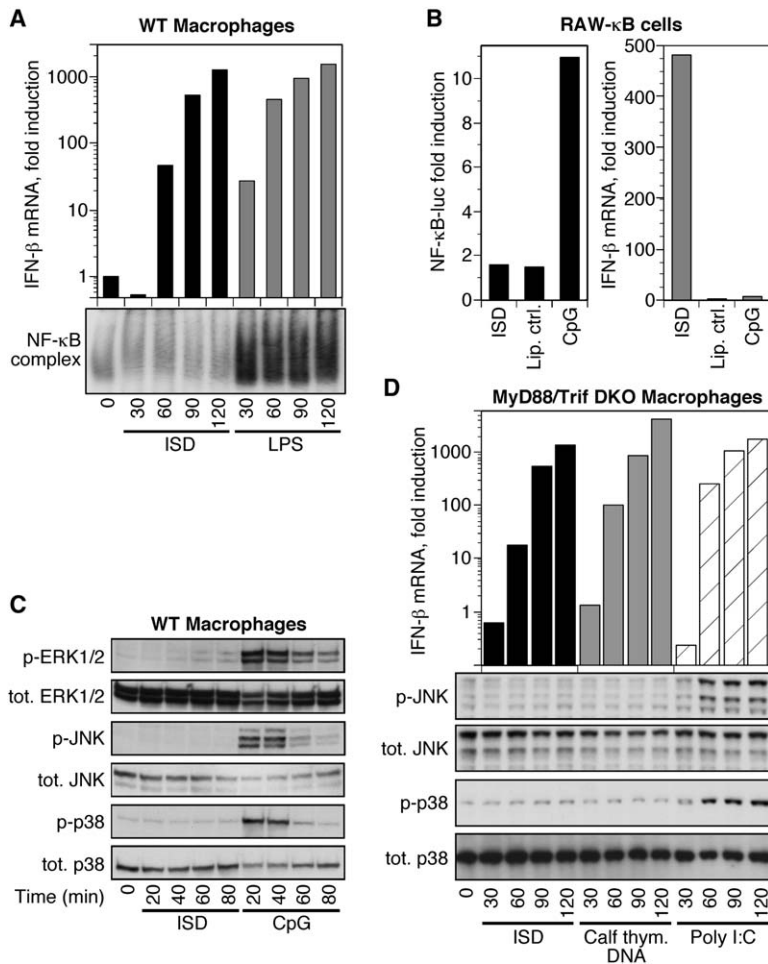 A
WT Macrophages
IFN-β mRNA, fold induction
1000
100
10
1
NF-κB
complex
0 30 60 90 120 30 60 90 120
ISD LPS
B
RAW-κB cells
NF-κB-luc fold induction
10
8
6
4
2
0
ISD Lip. ctrl. CpG
IFN-β mRNA, fold induction
500
400
300
200
100
0
ISD Lip. ctrl. CpG
C
WT Macrophages
p-ERK1/2
tot. ERK1/2
p-JNK
tot. JNK
p-p38
tot. p38
Time (min) 0 20 40 60 80 20 40 60 80
ISD CpG
D
MyD88/Trif DKO Macrophages
IFN-β mRNA, fold induction
1000
100
10
1
p-JNK
tot. JNK
p-p38
tot. p38
0 30 60 90 120 30 60 90 120 30 60 90 120
ISD Calf thym. Poly I:C
DNA